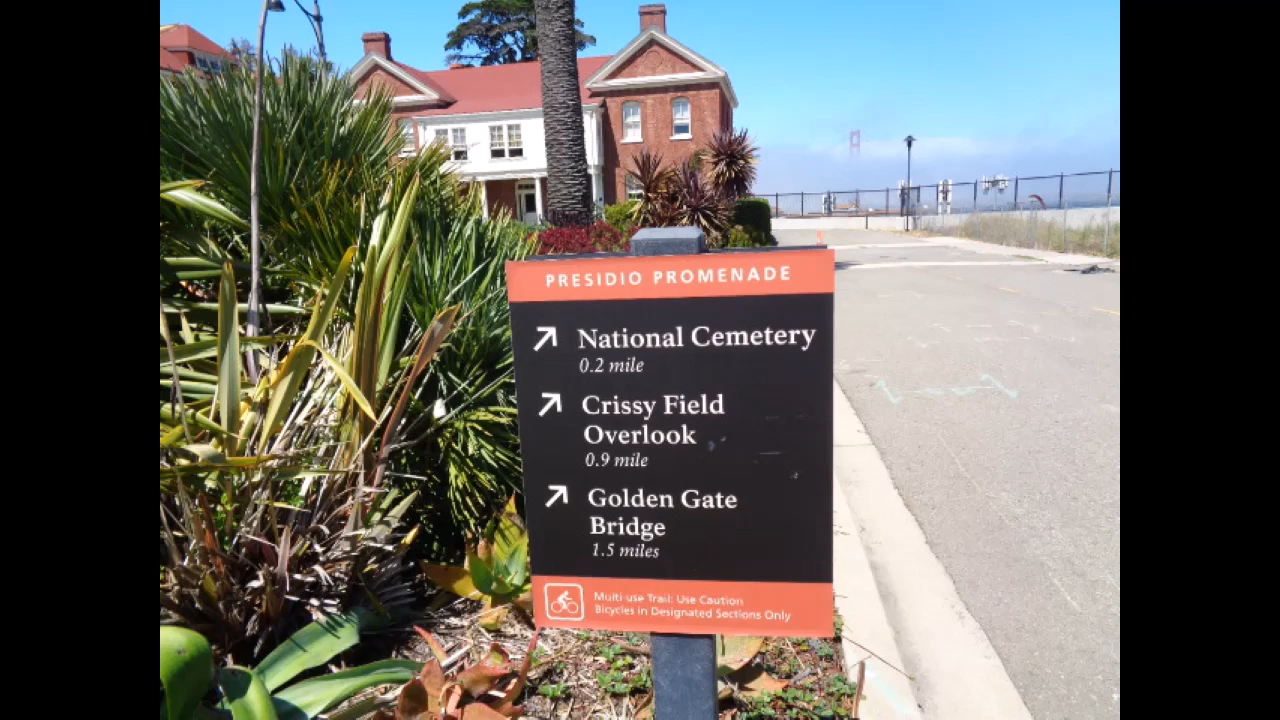 PRESIDIO PROMENADE
National Cemetery
0.2 mile
Crissy Field
Overlook
0.9 mile
Golden Gate
Bridge
1.5 miles
Multi-use Trail: Use Caution
Bicycles in Designated Sections Only